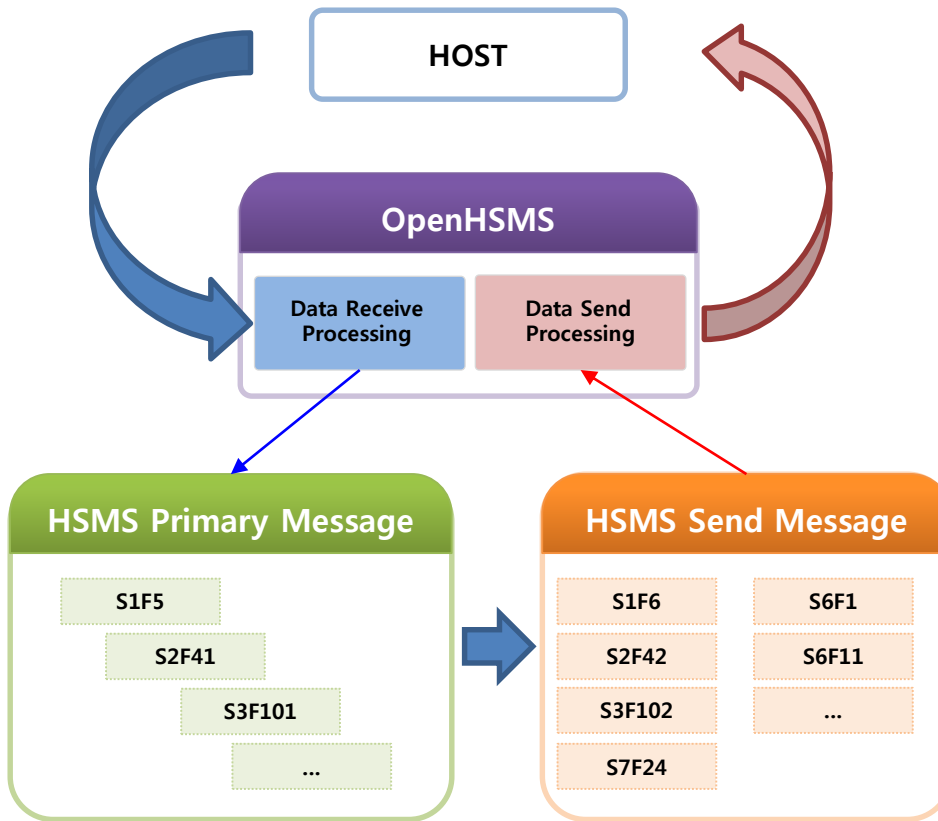 HOST
OpenHSMS
Data Receive
Processing
Data Send
Processing
HSMS Primary Message
S1F5
S2F41
S3F101
...
HSMS Send Message
S1F6
S2F42
S3F102
S7F24
S6F1
S6F11
...